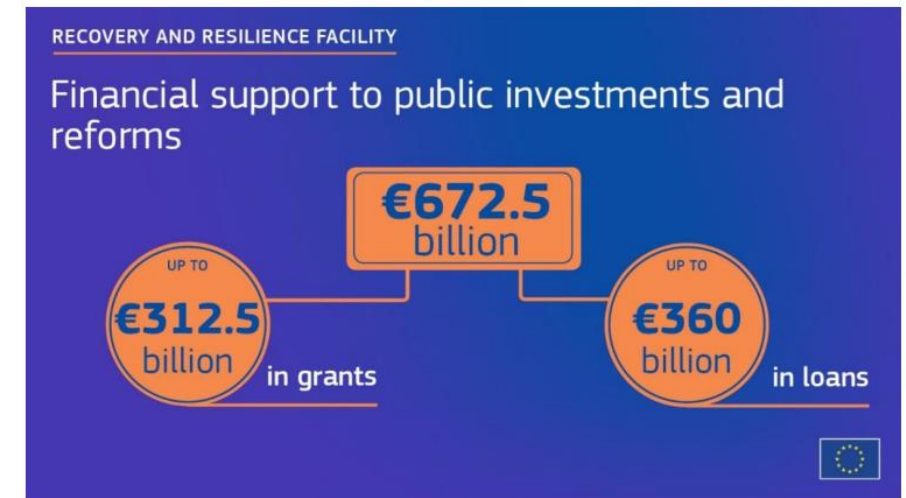 RECOVERY AND RESILIENCE FACILITY
Financial support to public investments and
reforms
€672.5
billion
UP TO
€312.5
billion
in grants
UP TO
€360
billion
in loans